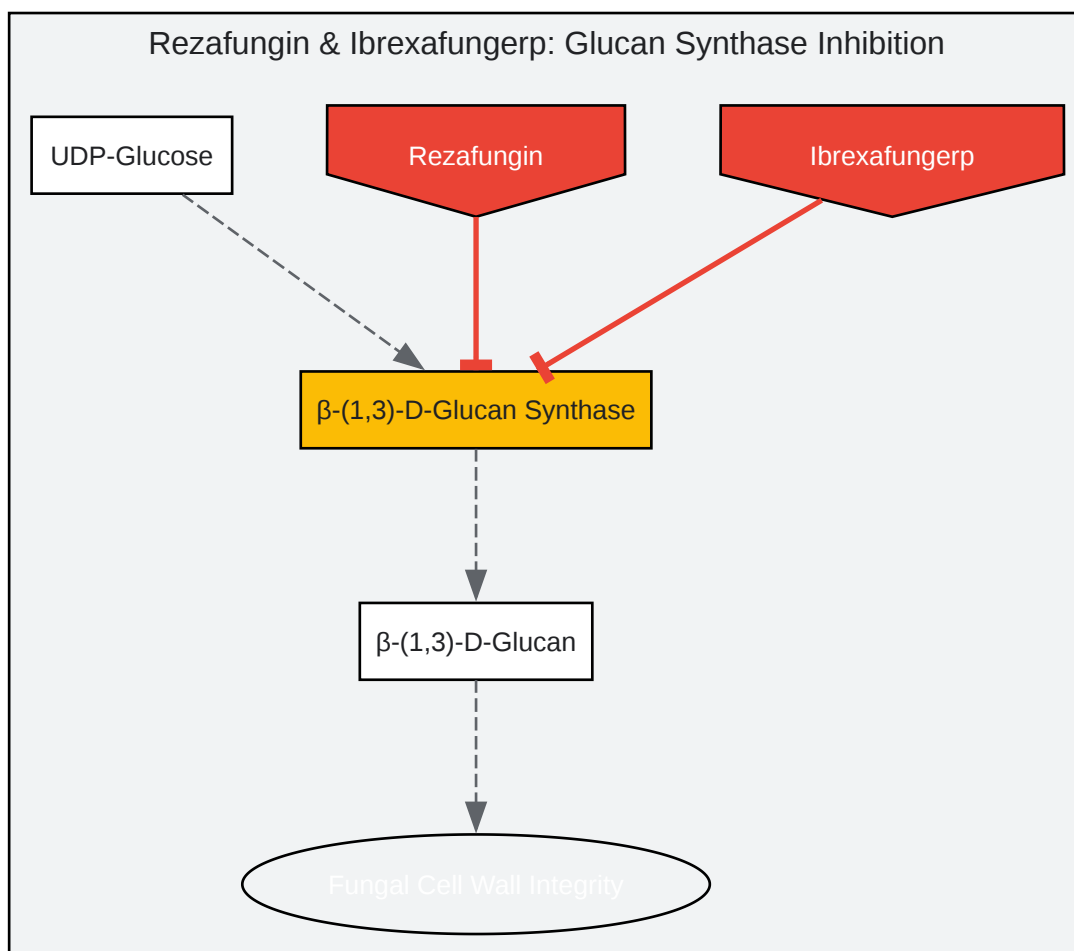 Rezafungin & Ibrexafungerp: Glucan Synthase Inhibition
UDP-Glucose
Rezafungin
Ibrexafungerp
β-(1,3)-D-Glucan Synthase
β-(1,3)-D-Glucan
Fungal Cell Wall Integrity